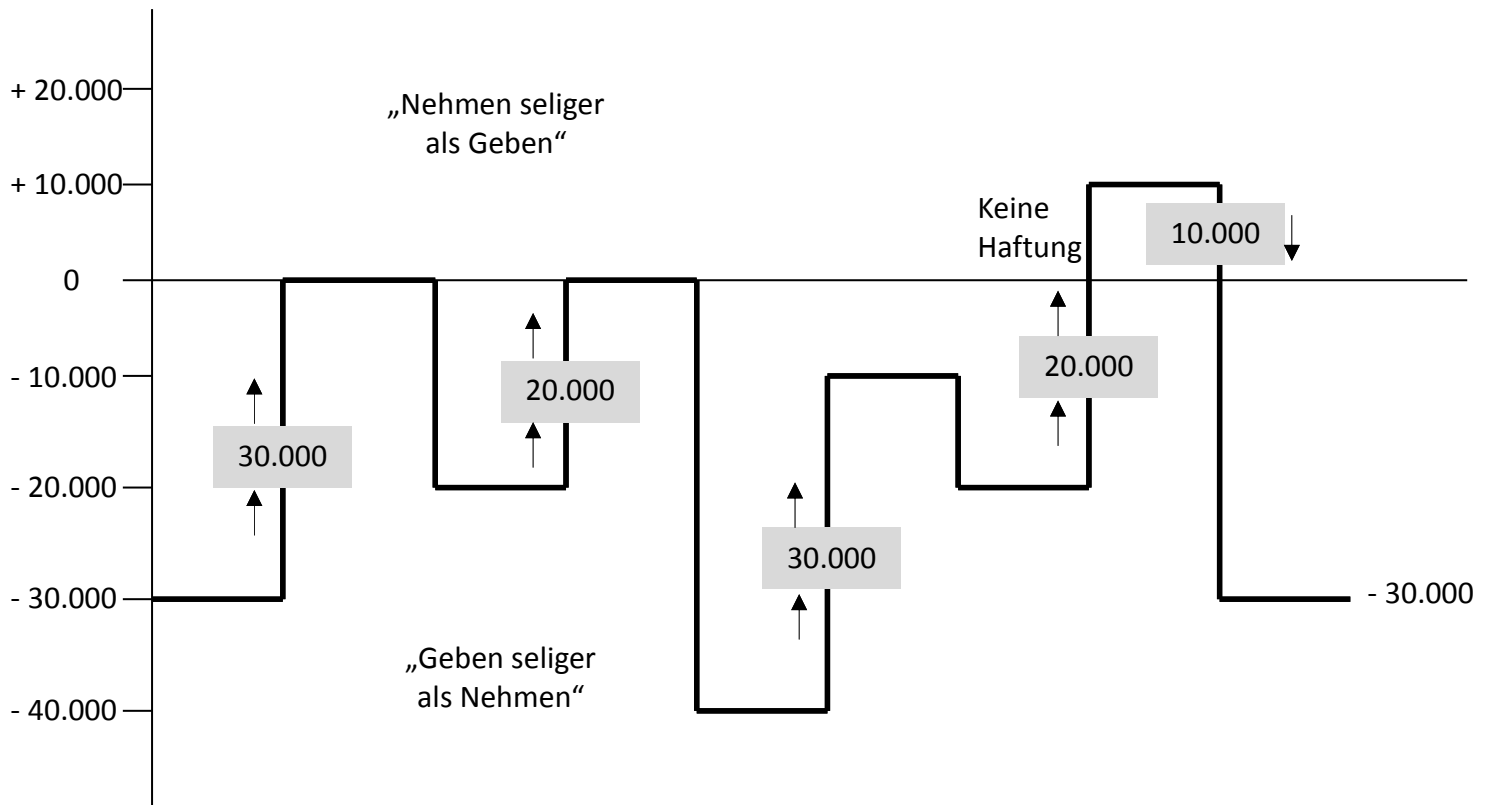 + 20.000
„Nehmen seliger
als Geben“
+ 10.000
Keine
Haftung
10.000
0
- 10.000
20.000
20.000
30.000
- 20.000
30.000
- 30.000
- 30.000
„Geben seliger
als Nehmen“
- 40.000